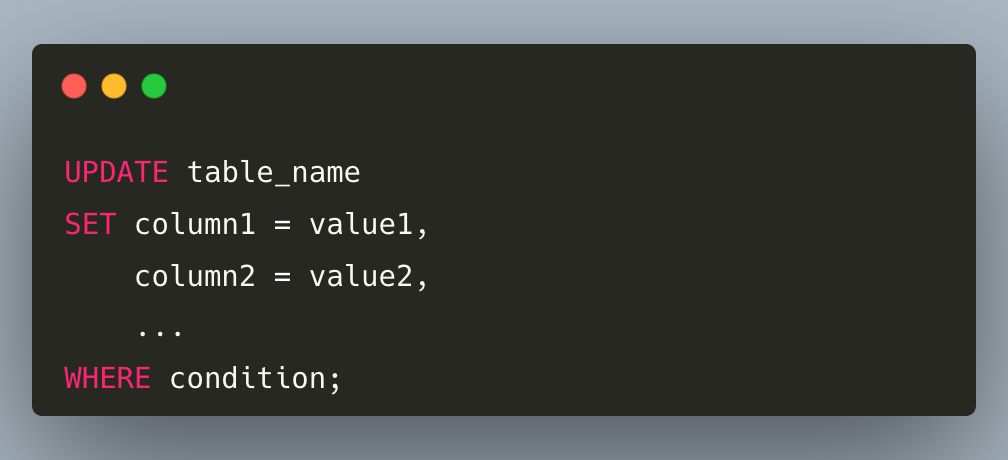 UPDATE table_name
SET column1 = value1,
    column2 = value2,
    ...
WHERE condition;